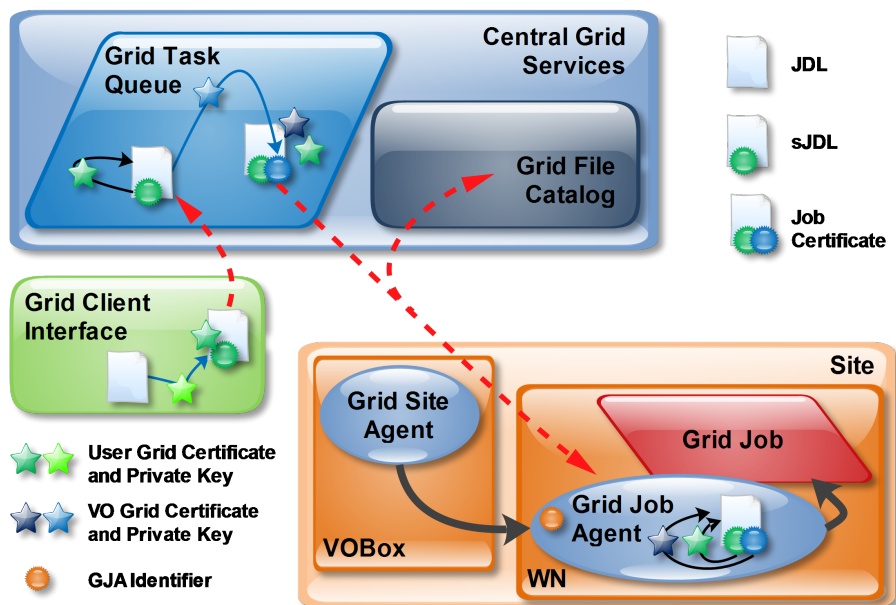 Grid Task
Queue
Central Grid
Services
Grid File
Catalog
JDL
sJDL
Job
Certificate
Grid Client
Interface
User Grid Certificate
and Private Key
VO Grid Certificate
and Private Key
GJA Identifier
Site
Grid Site
Agent
VOBox
Grid Job
Grid Job
Agent
WN